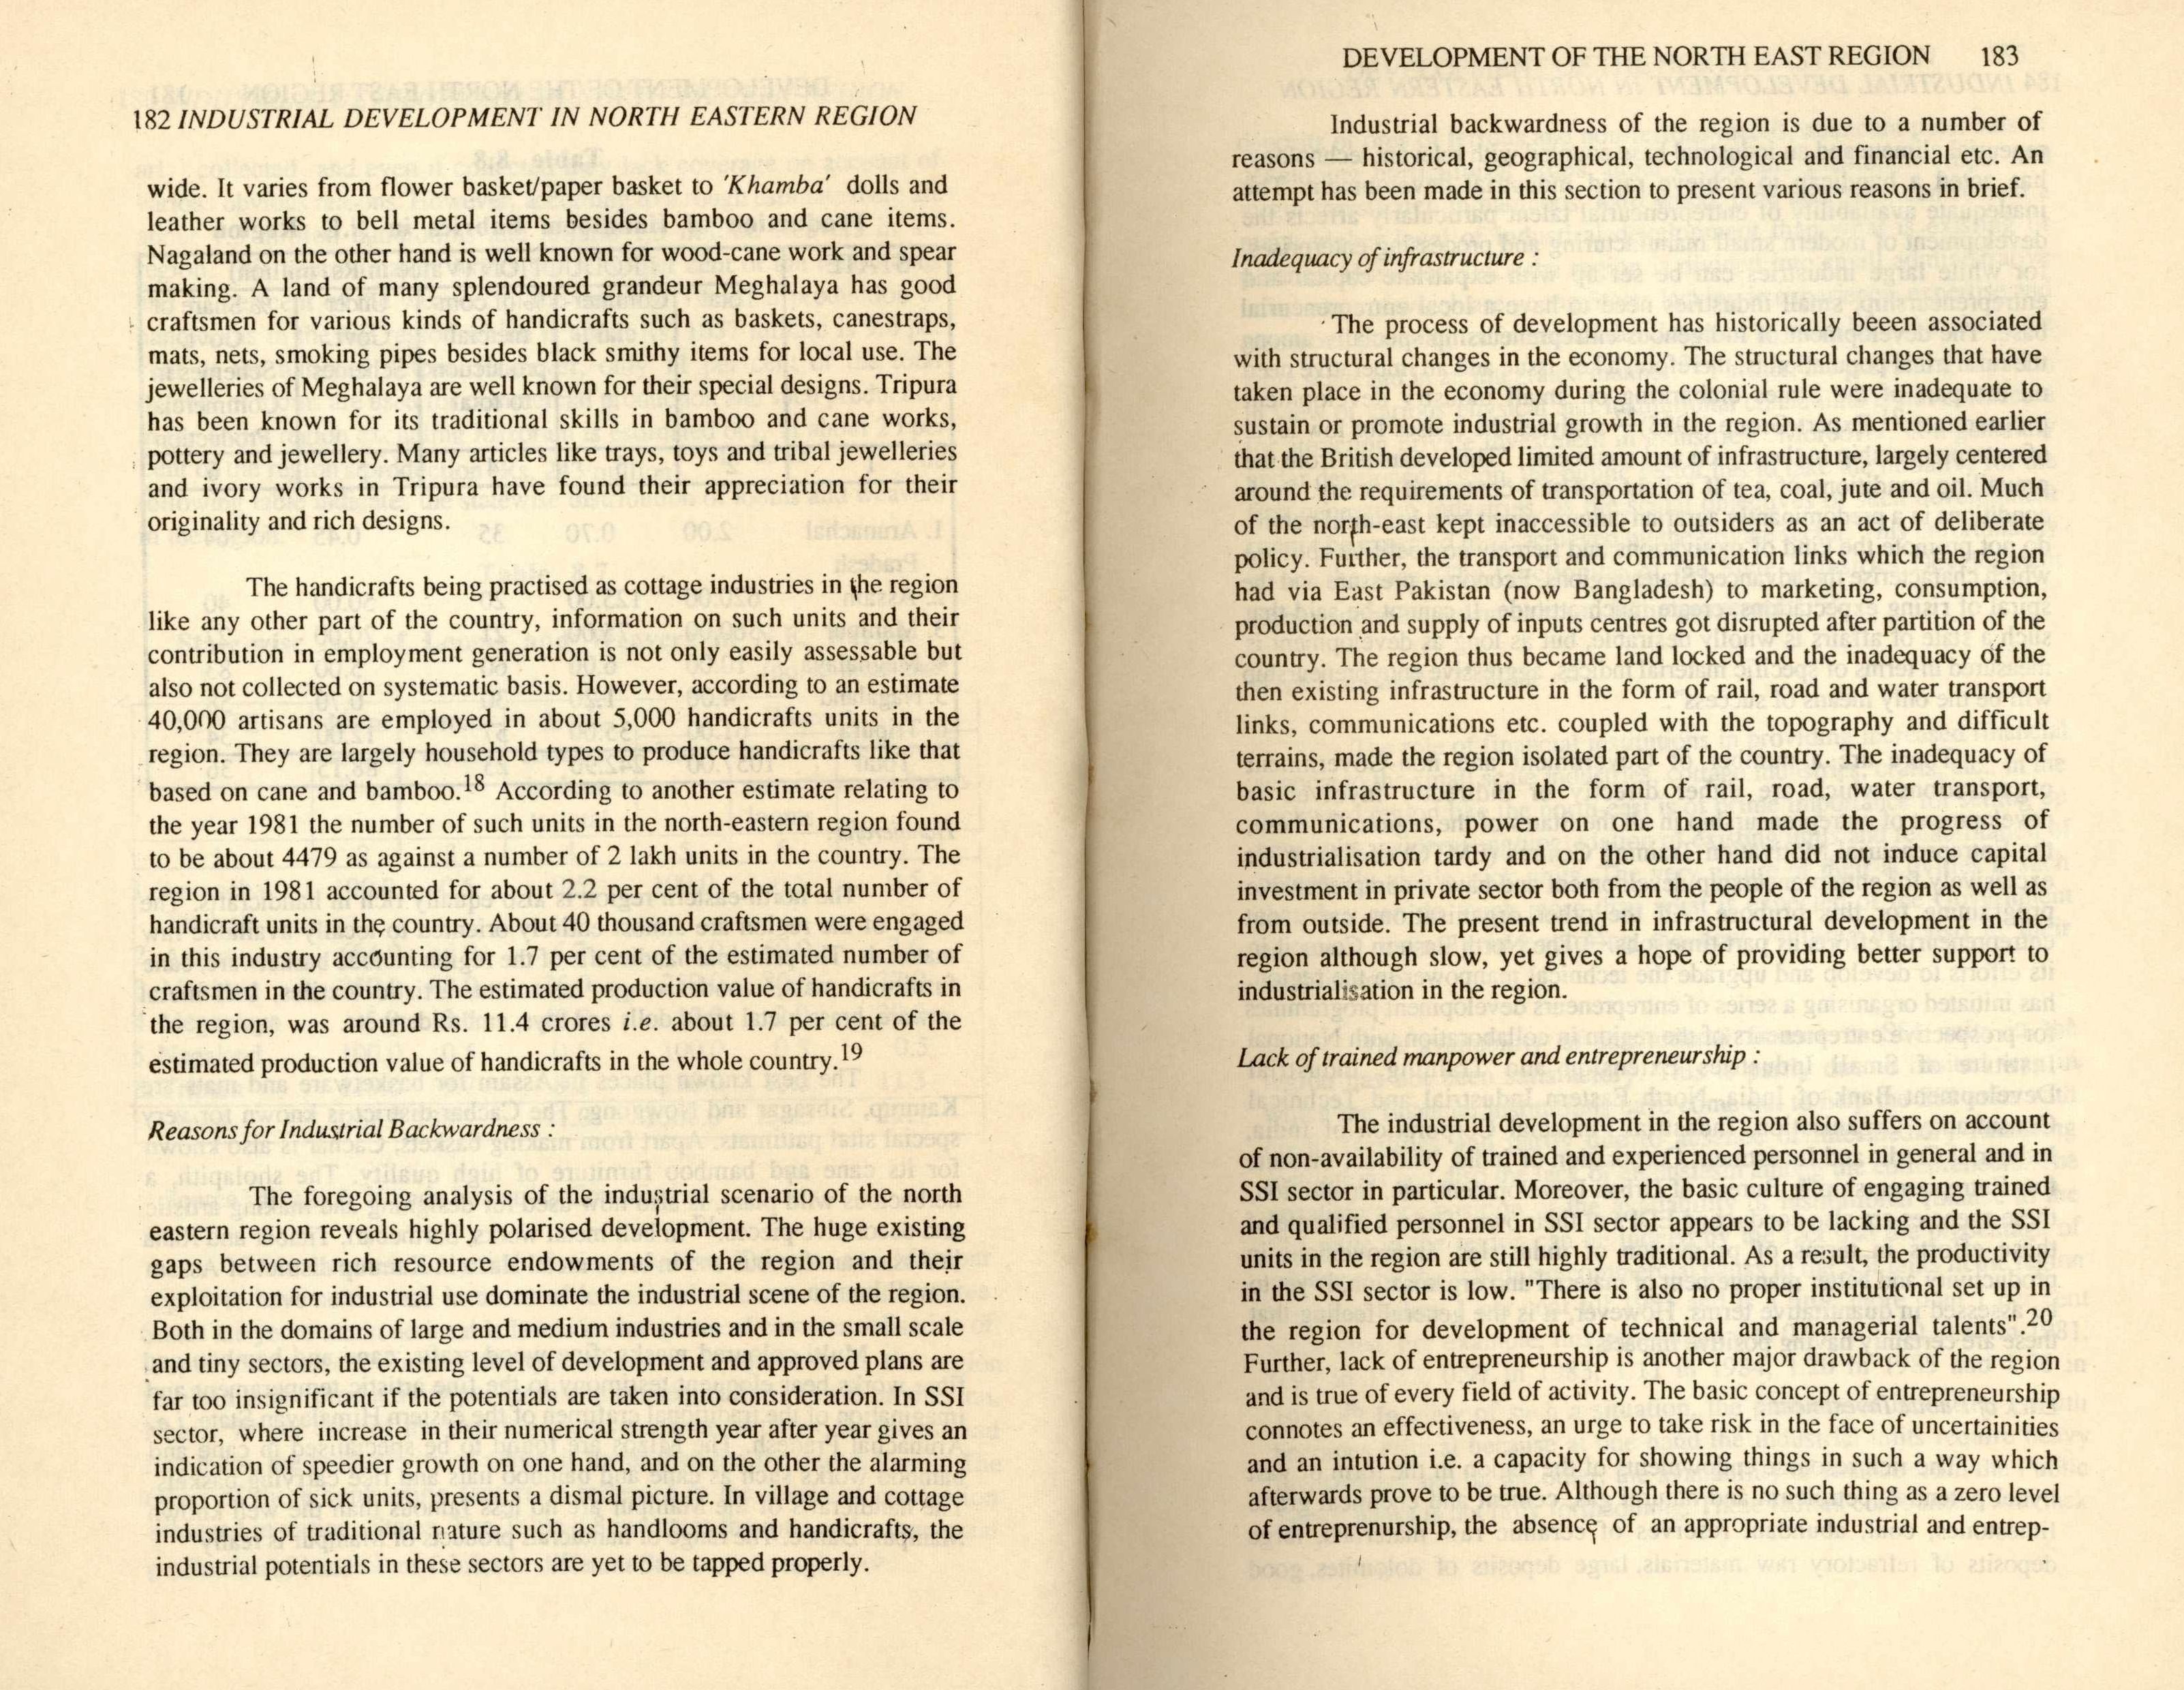 182 INDUSTRIAL DEVELOPMENT IN NORTH EASTERN REGION
wide. It varies from flower basket/paper basket to 'Khamba' dolls and
leather works to bell metal items besides bamboo and cane items.
Nagaland on the other hand is well known for wood-cane work and spear
making. A land of many splendoured grandeur Meghalaya has good
craftsmen for various kinds of handicrafts such as baskets, canestraps,
mats, nets, smoking pipes besides black smithy items for local use. The
jewelleries of Meghalaya are well known for their special designs. Tripura
has been known for its traditional skills in bamboo and cane works,
pottery and jewellery. Many articles like trays, toys and tribal jewelleries
and ivory works in Tripura have found their appreciation for their
originality and rich designs.
The handicrafts being practised as cottage industries in the region
like any other part of the country, information on such units and their
contribution in employment generation is not only easily assessable but
also not collected on systematic basis. However, according to an estimate
40,000 artisans are employed in about 5,000 handicrafts units in the
region. They are largely household types to produce handicrafts like that
based on cane and bamboo.18 According to another estimate relating to
the year 1981 the number of such units in the north-eastern region found
to be about 4479 as against a number of 2 lakh units in the country. The
region in 1981 accounted for about 2.2 per cent of the total number of
handicraft units in the country. About 40 thousand craftsmen were engaged
in this industry accounting for 1.7 per cent of the estimated number of
craftsmen in the country. The estimated production value of handicrafts in
the region, was around Rs. 11.4 crores i.e. about 1.7 per cent of the
estimated production value of handicrafts in the whole country.19
Reasons for Industrial Backwardness :
The foregoing analysis of the industrial scenario of the north
eastern region reveals highly polarised development. The huge existing
gaps between rich resource endowments of the region and their
exploitation for industrial use dominate the industrial scene of the region.
Both in the domains of large and medium industries and in the small scale
and tiny sectors, the existing level of development and approved plans are
far too insignificant if the potentials are taken into consideration. In SSI
sector, where increase in their numerical strength year after year gives an
indication of speedier growth on one hand, and on the other the alarming
proportion of sick units, presents a dismal picture. In village and cottage
industries of traditional nature such as handlooms and handicrafts, the
industrial potentials in these sectors are yet to be tapped properly.
DEVELOPMENT OF THE NORTH EAST REGION 183
Industrial backwardness of the region is due to a number of
reasons — historical, geographical, technological and financial etc. An
attempt has been made in this section to present various reasons in brief.
Inadequacy of infrastructure :
The process of development has historically beeen associated
with structural changes in the economy. The structural changes that have
taken place in the economy during the colonial rule were inadequate to
sustain or promote industrial growth in the region. As mentioned earlier
that the British developed limited amount of infrastructure, largely centered
around the requirements of transportation of tea, coal, jute and oil. Much
of the north-east kept inaccessible to outsiders as an act of deliberate
policy. Further, the transport and communication links which the region
had via East Pakistan (now Bangladesh) to marketing, consumption,
production and supply of inputs centres got disrupted after partition of the
country. The region thus became land locked and the inadequacy of the
then existing infrastructure in the form of rail, road and water transport
links, communications etc. coupled with the topography and difficult
terrains, made the region isolated part of the country. The inadequacy of
basic infrastructure in the form of rail, road, water transport,
communications, power on one hand made the progress of
industrialisation tardy and on the other hand did not induce capital
investment in private sector both from the people of the region as well as
from outside. The present trend in infrastructural development in the
region although slow, yet gives a hope of providing better support to
industrialisation in the region.
Lack of trained manpower and entrepreneurship :
The industrial development in the region also suffers on account
of non-availability of trained and experienced personnel in general and in
SSI sector in particular. Moreover, the basic culture of engaging trained
and qualified personnel in SSI sector appears to be lacking and the SSI
units in the region are still highly traditional. As a result, the productivity
in the SSI sector is low. "There is also no proper institutional set up in
the region for development of technical and managerial talents".20
Further, lack of entrepreneurship is another major drawback of the region
and is true of every field of activity. The basic concept of entrepreneurship
connotes an effectiveness, an urge to take risk in the face of uncertainities
and an intution i.e. a capacity for showing things in such a way which
afterwards prove to be true. Although there is no such thing as a zero level
of entreprenurship, the absence of an appropriate industrial and entrep-